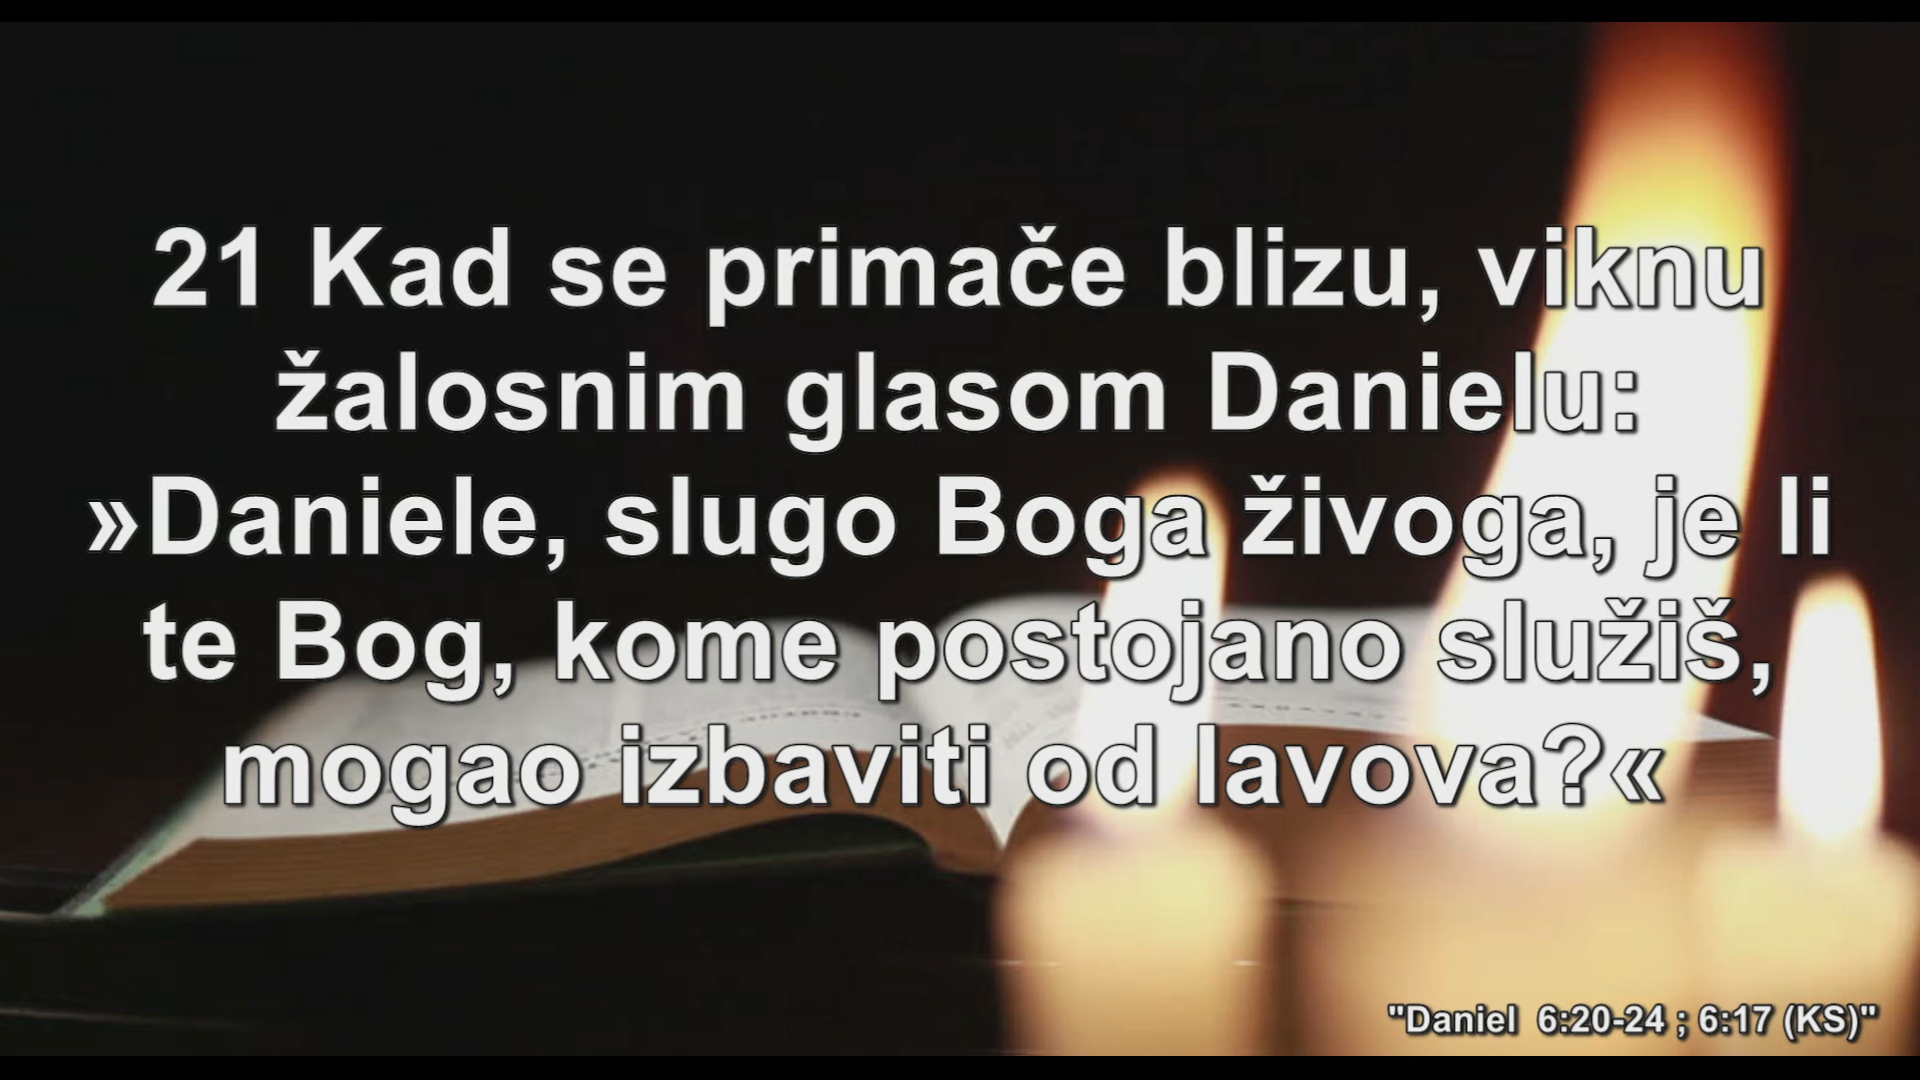 21 Kad se primače blizu, viknu
žalosnim glasom Danielu:
»Daniele, slugo Boga živoga, je li
te Bog, kome postojano služiš,
mogao izbaviti od lavova?«
"Daniel  6:20-24 ; 6:17 (KS)"